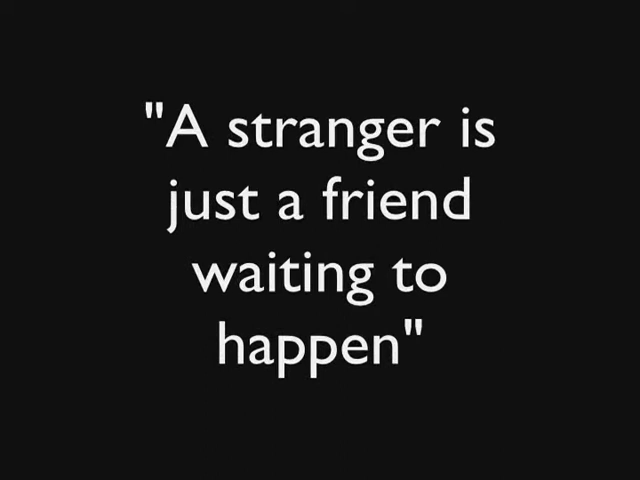 "A stranger is
just a friend
waiting to
happen"